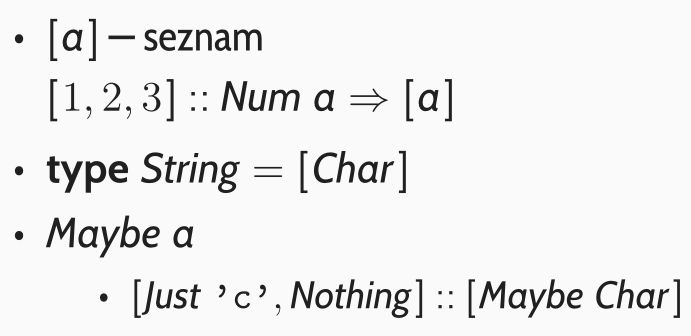 • [a] – seznam
[1, 2, 3] :: Num a ⇒ [a]
• type String = [Char]
• Maybe a
• [Just ’c’, Nothing] :: [Maybe Char]